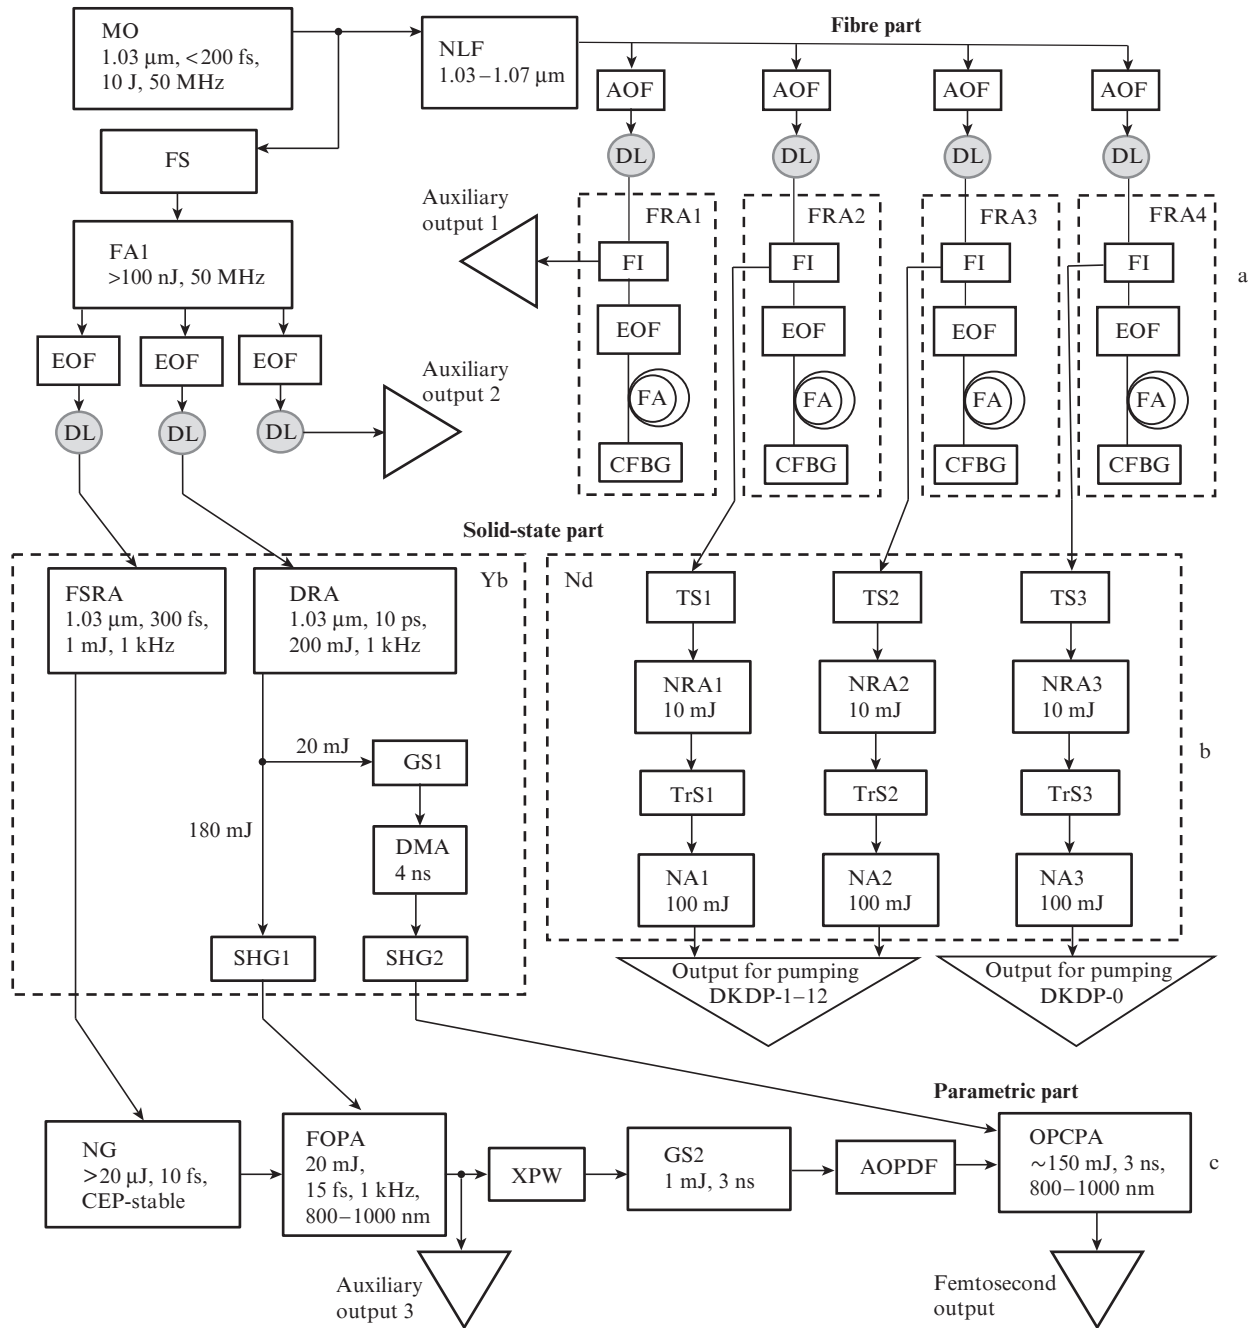 MO
1.03 μm, <200 fs,
10 J, 50 MHz
NLF
1.03–1.07 μm
Fibre part
AOF
AOF
AOF
AOF
FS
DL
DL
DL
DL
Auxiliary
output 1
FRA1
FRA2
FRA3
FRA4
FA1
>100 nJ, 50 MHz
FI
FI
FI
FI
a
EOF
EOF
EOF
EOF
EOF
EOF
EOF
Auxiliary
output 2
FA
FA
FA
FA
DL
DL
DL
CFBG
CFBG
CFBG
CFBG
Solid-state part
Yb
Nd
FSRA
1.03 μm, 300 fs,
1 mJ, 1 kHz
DRA
1.03 μm, 10 ps,
200 mJ, 1 kHz
TS1
TS2
TS3
NRA1
10 mJ
NRA2
10 mJ
NRA3
10 mJ
20 mJ
GS1
b
TrS1
TrS2
TrS3
180 mJ
DMA
4 ns
NA1
100 mJ
NA2
100 mJ
NA3
100 mJ
SHG1
SHG2
Output for pumping
DKDP-1–12
Output for pumping
DKDP-0
Parametric part
NG
>20 μJ, 10 fs,
CEP-stable
FOPA
20 mJ,
15 fs, 1 kHz,
800–1000 nm
XPW
GS2
1 mJ, 3 ns
AOPDF
OPCPA
~150 mJ, 3 ns,
800–1000 nm
c
Auxiliary
output 3
Femtosecond
output